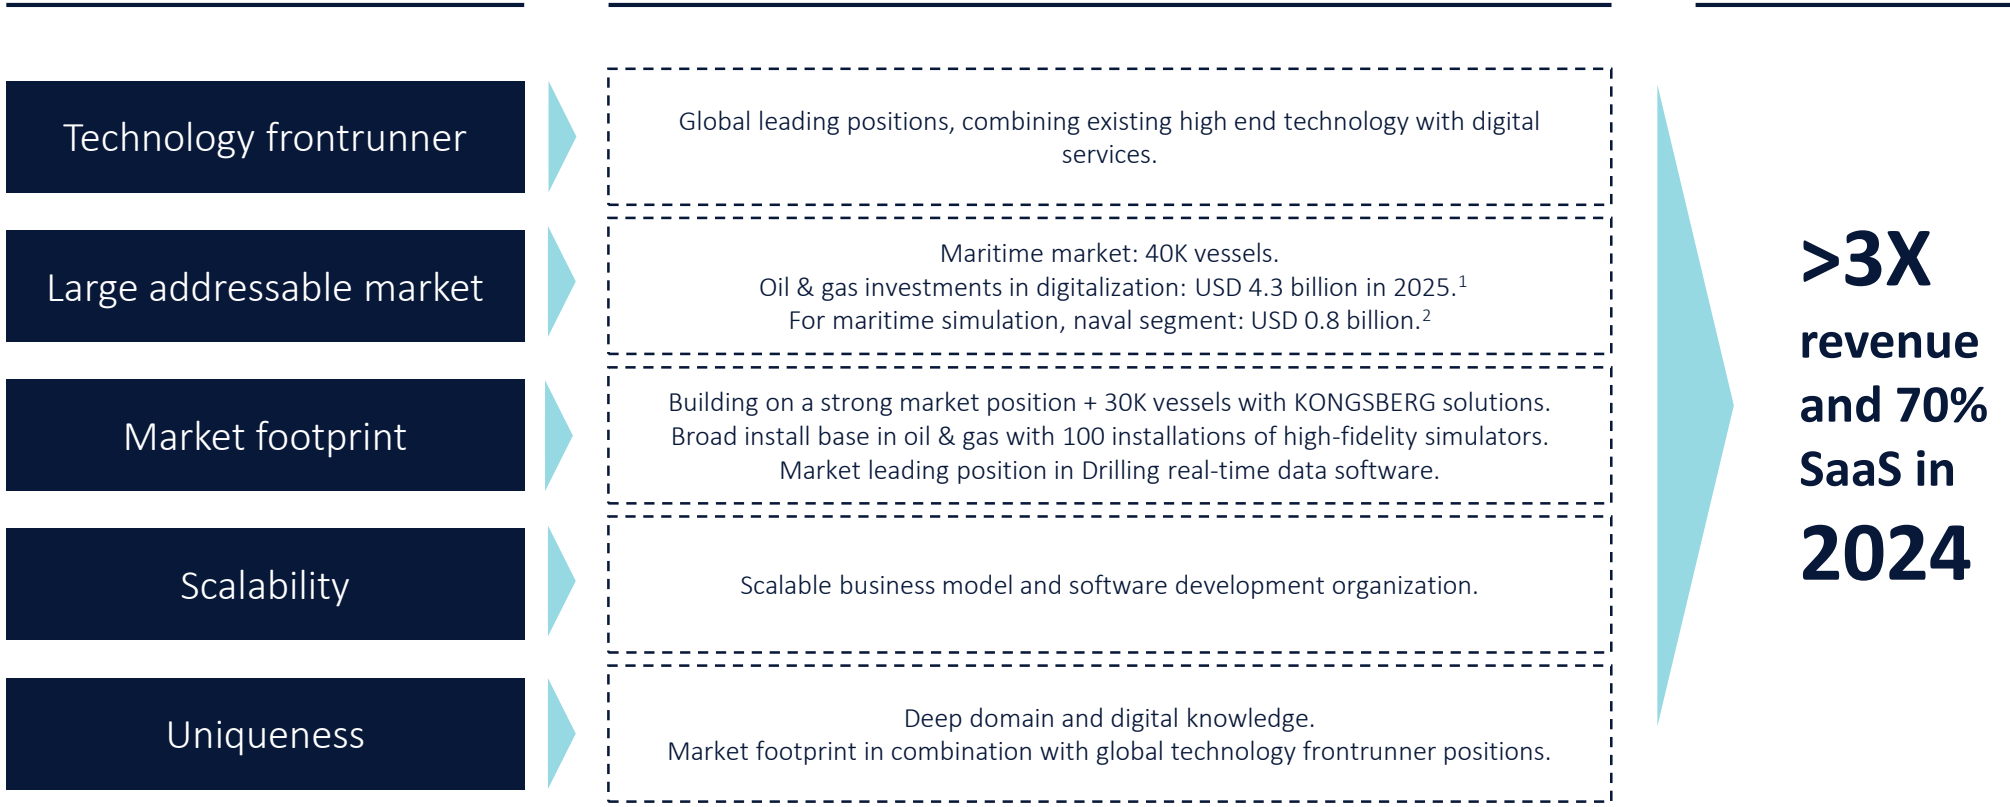 Technology frontrunner
Global leading positions, combining existing high end technology with digital
services.
Large addressable market
Maritime market: 40K vessels.
Oil & gas investments in digitalization: USD 4.3 billion in 2025.1
For maritime simulation, naval segment: USD 0.8 billion.2
Market footprint
Building on a strong market position + 30K vessels with KONGSBERG solutions.
Broad install base in oil & gas with 100 installations of high-fidelity simulators.
Market leading position in Drilling real-time data software.
Scalability
Scalable business model and software development organization.
Uniqueness
Deep domain and digital knowledge.
Market footprint in combination with global technology frontrunner positions.
>3X
revenue
and 70%
SaaS in
2024